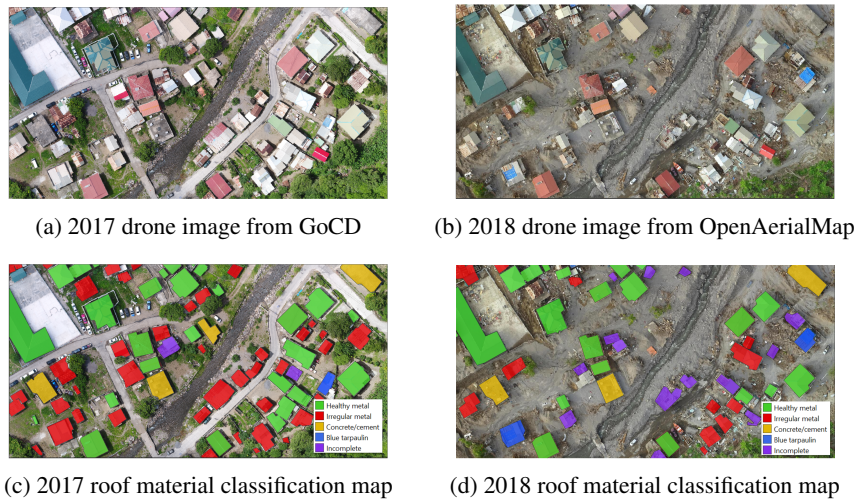 (a) 2017 drone image from GoCD
(b) 2018 drone image from OpenAerialMap
Healthy metal
Irregular metal
Concrete/cement
Blue tarpaulin
Incomplete
Healthy metal
Irregular metal
Concrete/cement
Blue tarpaulin
Incomplete
(c) 2017 roof material classification map
(d) 2018 roof material classification map